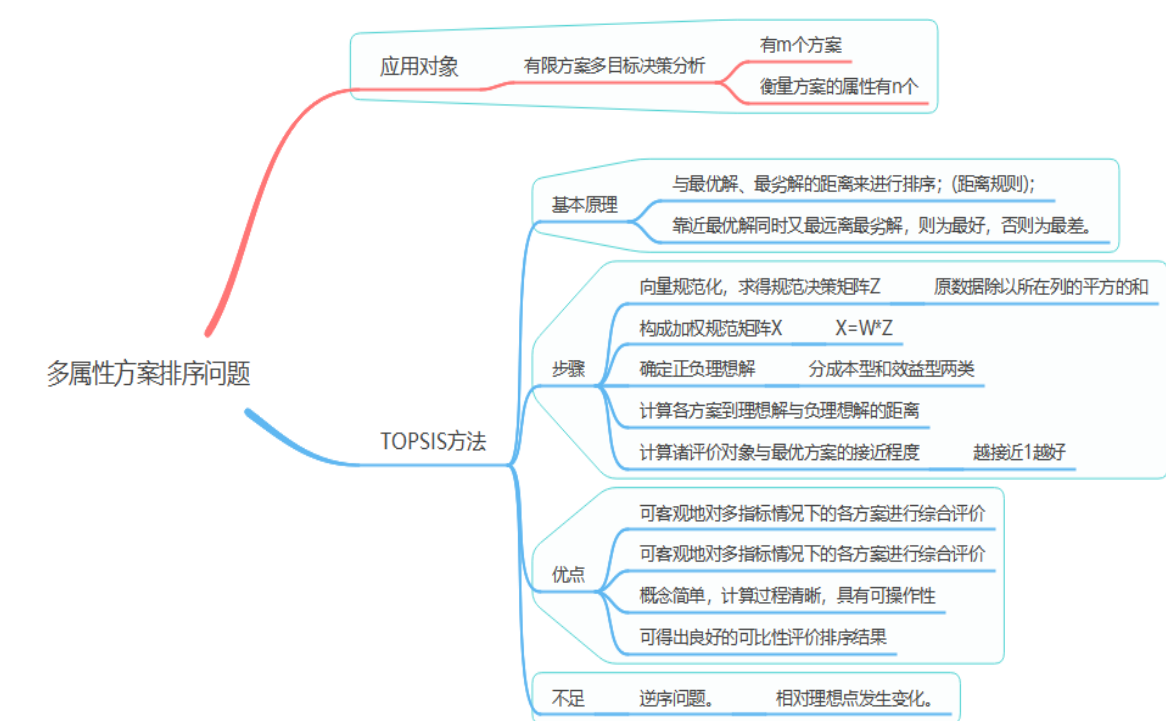 应用对象
有限方案多目标决策分析
有m个方案
衡量方案的属性有n个
多属性方案排序问题
TOPSIS方法
基本原理
与最优解、最劣解的距离来进行排序；(距离规则)；
靠近最优解同时又最远离最劣解，则为最好，否则为最差。
步骤
向量规范化，求得规范决策矩阵Z
原数据除以所在列的平方的和
构成加权规范矩阵X
X=W*Z
确定正负理想解
分成本型和效益型两类
计算各方案到理想解与负理想解的距离
计算诸评价对象与最优方案的接近程度
越接近1越好
优点
可客观地对多指标情况下的各方案进行综合评价
可客观地对多指标情况下的各方案进行综合评价
概念简单，计算过程清晰，具有可操作性
可得出良好的可比性评价排序结果
不足
逆序问题。
相对理想点发生变化。